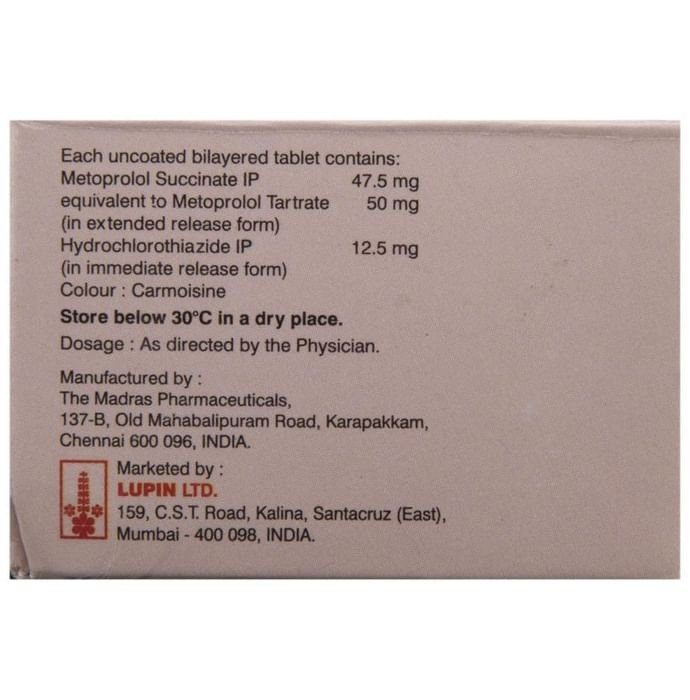 Each uncoated bilayered tablet contains:
Metoprolol Succinate IP 47.5 mg
equivalent to Metoprolol Tartrate 50 mg
(in extended release form)
Hydrochlorothiazide IP 12.5 mg
(in immediate release form)
Colour : Carmoisine
Store below 30°C in a dry place.
Dosage : As directed by the Physician.
Manufactured by :
The Madras Pharmaceuticals,
137-B, Old Mahabalipuram Road, Karapakkam,
Chennai 600 096, INDIA.
Marketed by :
LUPIN LTD.
159, C.S.T. Road, Kalina, Santacruz (East),
Mumbai - 400 098, INDIA.